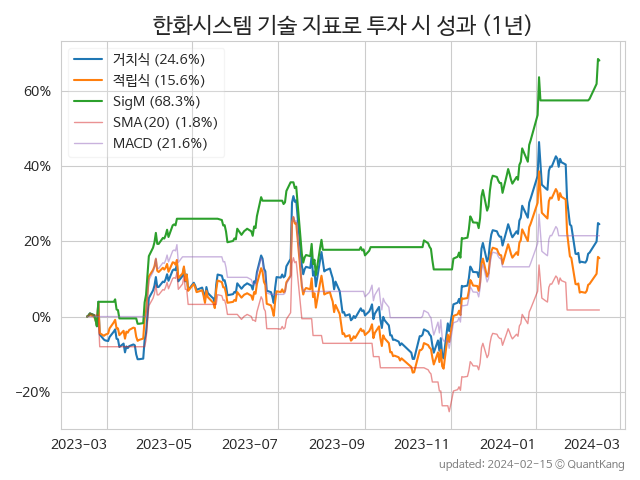 한화시스템 기술 지표로 투자 시 성과 (1년)
거치식 (24.6%)
적립식 (15.6%)
SigM (68.3%)
SMA(20) (1.8%)
MACD (21.6%)
60%
40%
20%
0%
−20%
2023-03 2023-05 2023-07 2023-09 2023-11 2024-01 2024-03
updated: 2024-02-15 © QuantKang